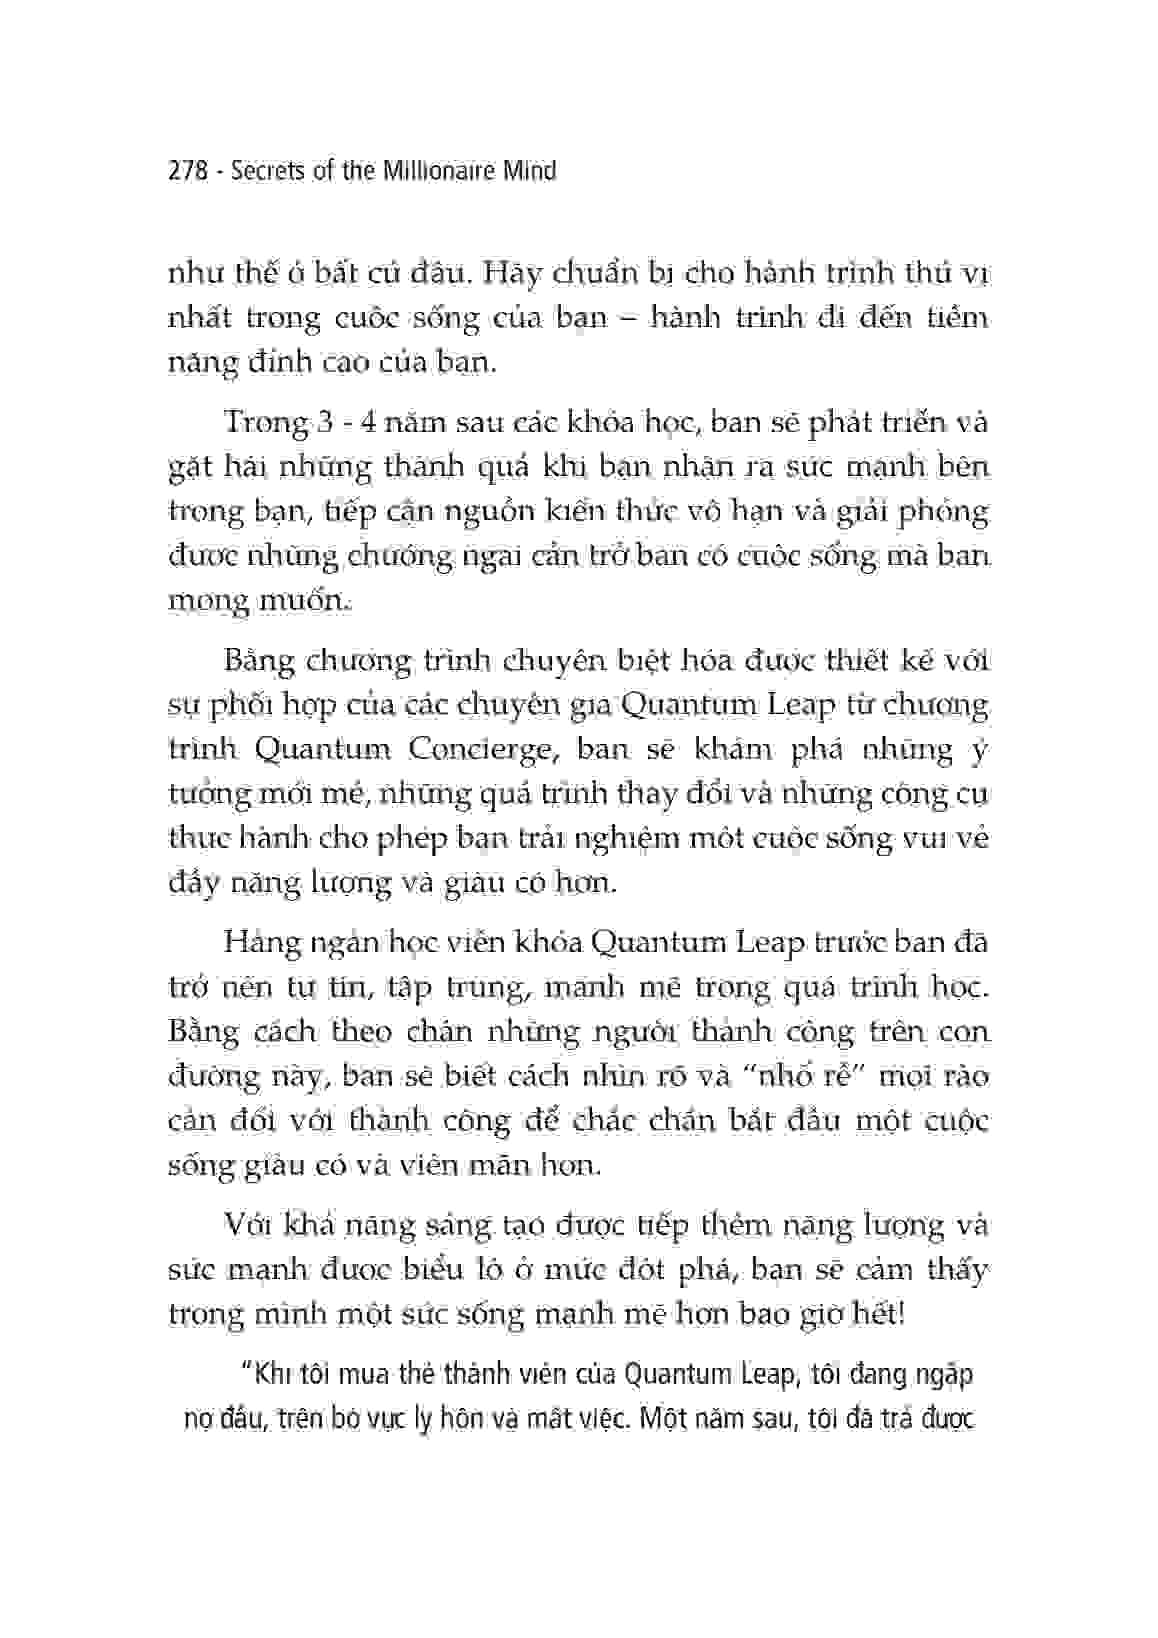 278 - Secrets of the Millionaire Mind
như thế ở bất cứ đâu. Hãy chuẩn bị cho hành trình thú vị
nhất trong cuộc sống của bạn – hành trình đi đến tiềm
năng đỉnh cao của bạn.
Trong 3 - 4 năm sau các khóa học, bạn sẽ phát triển và
gặt hái những thành quả khi bạn nhận ra sức mạnh bên
trong bạn, tiếp cận nguồn kiến thức vô hạn và giải phóng
được những chướng ngại cản trở bạn có cuộc sống mà bạn
mong muốn.
Bằng chương trình chuyên biệt hóa được thiết kế với
sự phối hợp của các chuyên gia Quantum Leap từ chương
trình Quantum Concierge, bạn sẽ khám phá những ý
tưởng mới mẻ, những quá trình thay đổi và những công cụ
thực hành cho phép bạn trải nghiệm một cuộc sống vui vẻ
đầy năng lượng và giàu có hơn.
Hàng ngàn học viên khóa Quantum Leap trước bạn đã
trở nên tự tin, tập trung, mạnh mẽ trong quá trình học.
Bằng cách theo chân những người thành công trên con
đường này, bạn sẽ biết cách nhìn rõ và “nhổ rễ” mọi rào
cản đối với thành công để chắc chắn bắt đầu một cuộc
sống giàu có và viên mãn hơn.
Với khả năng sáng tạo được tiếp thêm năng lượng và
sức mạnh được biểu lộ ở mức đột phá, bạn sẽ cảm thấy
trong mình một sức sống mạnh mẽ hơn bao giờ hết!
“Khi tôi mua thẻ thành viên của Quantum Leap, tôi đang ngập
nợ đầu, trên bờ vực ly hôn và mất việc. Một năm sau, tôi đã trả được